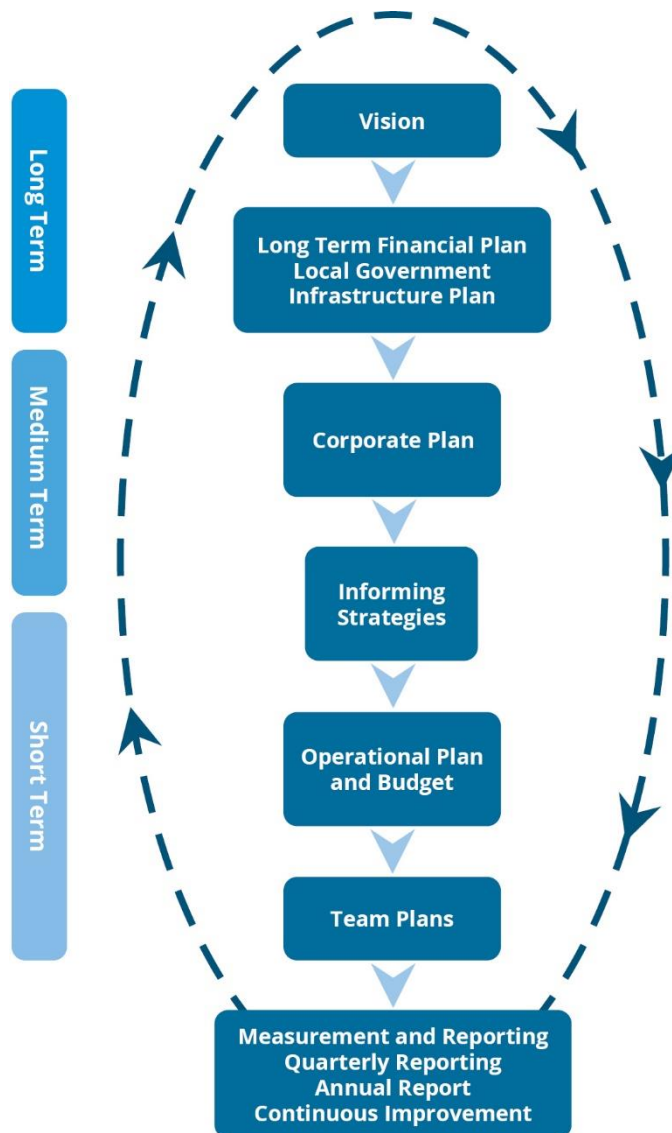 Long Term
Vision
Long Term Financial Plan
Local Government
Infrastructure Plan
Medium Term
Corporate Plan
Informing
Strategies
Short Term
Operational Plan
and Budget
Team Plans
Measurement and Reporting
Quarterly Reporting
Annual Report
Continuous Improvement